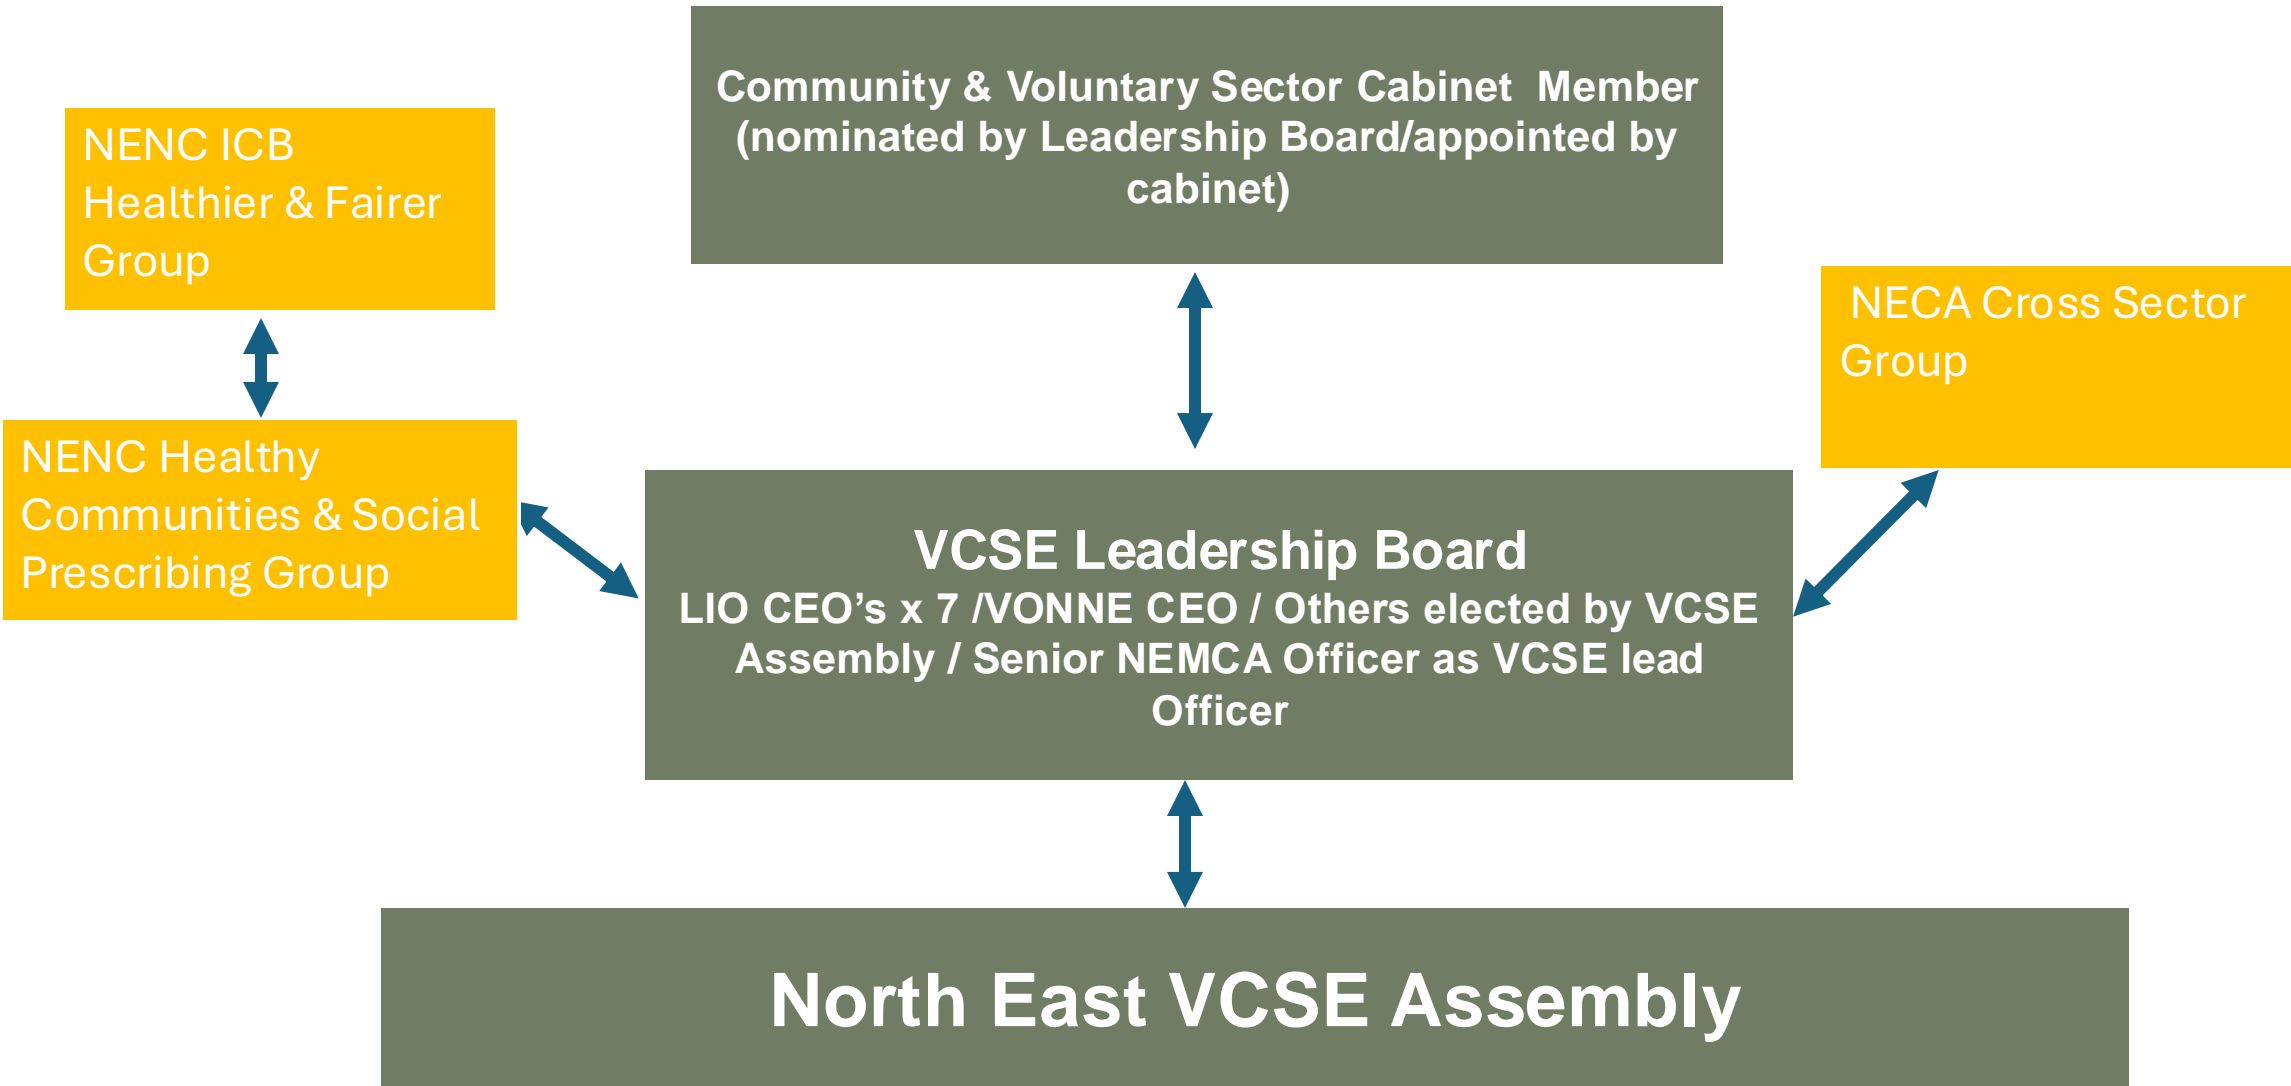 Community & Voluntary Sector Cabinet  Member
(nominated by Leadership Board/appointed by
cabinet)
NENC ICB
Healthier & Fairer
Group
NECA Cross Sector
Group
NENC Healthy
Communities & Social
Prescribing Group
VCSE Leadership Board
LIO CEO’s x 7 /VONNE CEO / Others elected by VCSE
Assembly / Senior NEMCA Officer as VCSE lead
Officer
North East VCSE Assembly